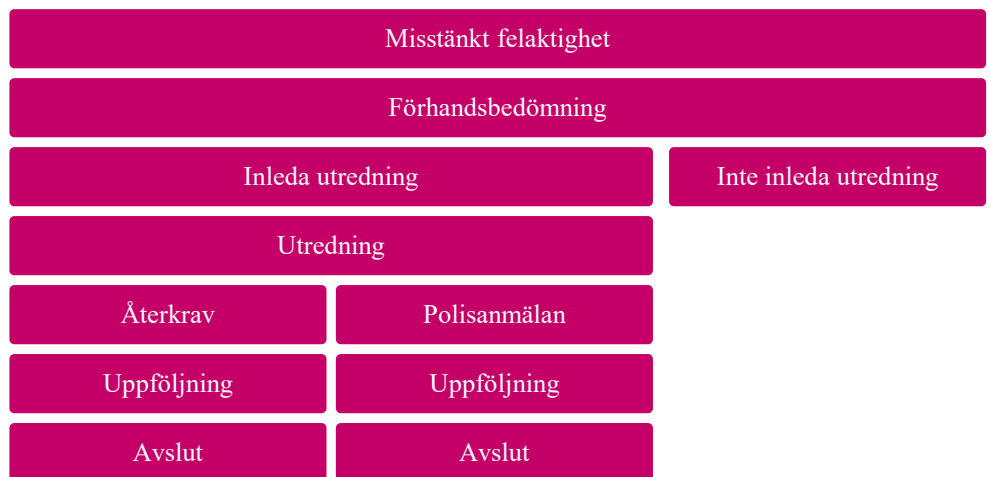 Misstänkt felaktighet
Förhandsbedömning
Inleda utredning
Inte inleda utredning
Utredning
Återkrav
Polisanmälan
Uppföljning
Uppföljning
Avslut
Avslut